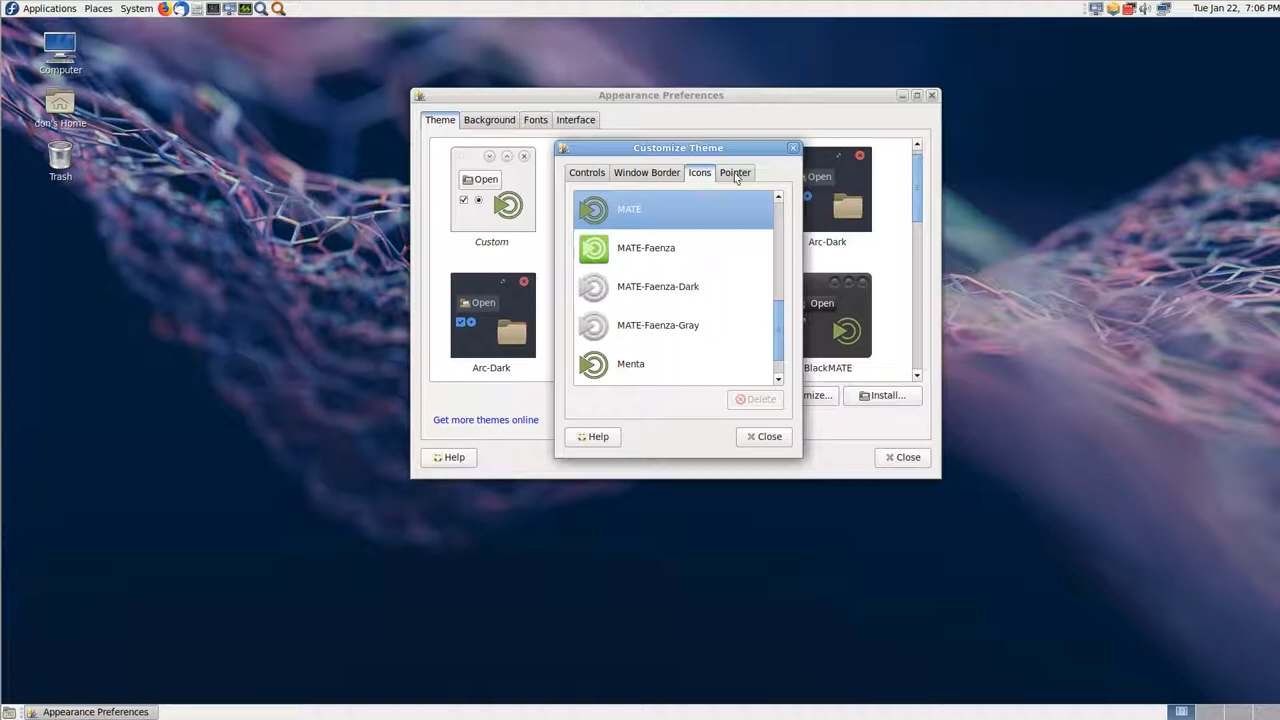 Applications Places System Tue Jan 22, 7:06 PM
Computer
don's Home
Trash
Appearance Preferences
Theme Background Fonts Interface
Open
Custom
Open
Arc-Dark
Open
Arc-Dark
Open
BlackMATE
Get more themes online
mize... Install...
Help Close
Customize Theme
Controls Window Border Icons Pointer
MATE
MATE-Faenza
MATE-Faenza-Dark
MATE-Faenza-Gray
Menta
Delete
Help Close
Appearance Preferences